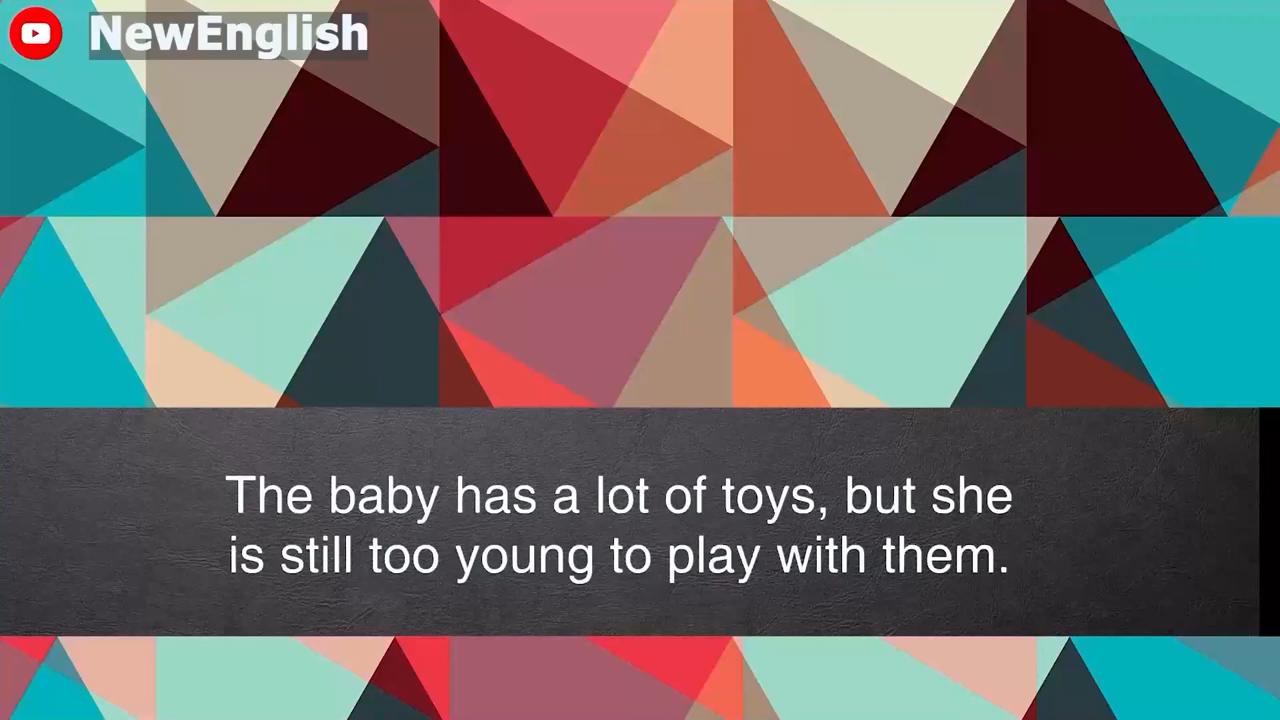 NewEnglish
The baby has a lot of toys, but she
is still too young to play with them.